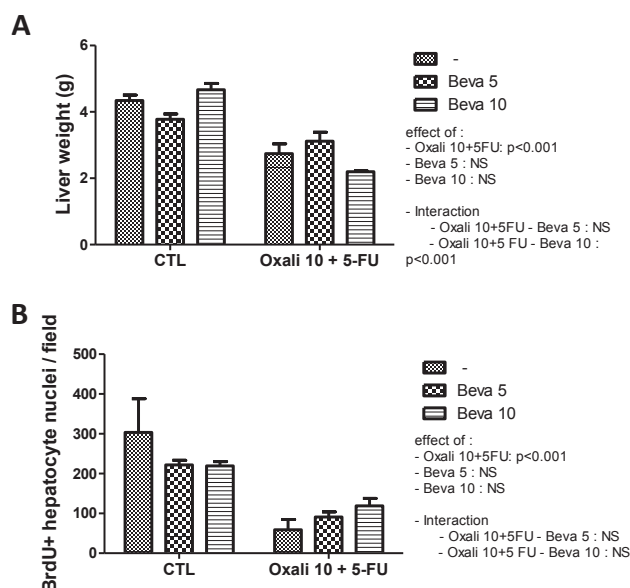 A
Liver weight (g)
6
4
2
0
CTL
Oxali 10 + 5-FU
-
Beva 5
Beva 10
effect of :
- Oxali 10+5FU: p<0.001
- Beva 5 : NS
- Beva 10 : NS
- Interaction
- Oxali 10+5FU - Beva 5 : NS
- Oxali 10+5 FU - Beva 10 :
p<0.001
B
BrdU+ hepatocyte nuclei / field
500
400
300
200
100
0
CTL
Oxali 10 + 5-FU
-
Beva 5
Beva 10
effect of :
- Oxali 10+5FU: p<0.001
- Beva 5 : NS
- Beva 10 : NS
- Interaction
- Oxali 10+5FU - Beva 5 : NS
- Oxali 10+5 FU - Beva 10 : NS